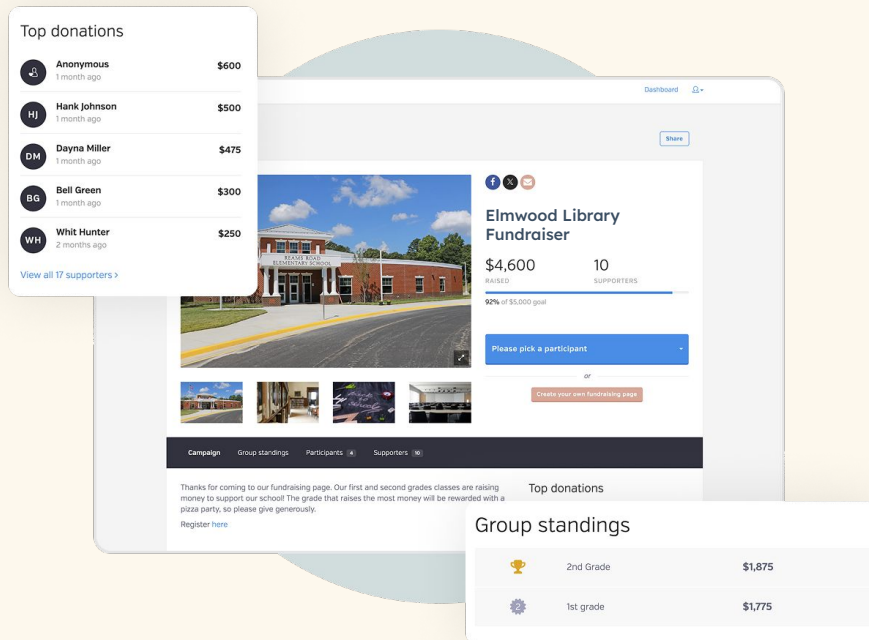 Top donations
Anonymous
1 month ago
$600
HJ
Hank Johnson
1 month ago
$500
DM
Dayna Miller
1 month ago
$475
BG
Bell Green
1 month ago
$300
WH
Whit Hunter
2 months ago
$250
View all 17 supporters >
Dashboard
Share
REAMS ROAD
ELEMENTARY SCHOOL
Elmwood Library
Fundraiser
$4,600
RAISED
10
SUPPORTERS
92% of $5,000 goal
Please pick a participant
or
Create your own fundraising page
Campaign
Group standings
Participants 4
Supporters 10
Thanks for coming to our fundraising page. Our first and second grades classes are raising
money to support our school! The grade that raises the most money will be rewarded with a
pizza party, so please give generously.
Register here
Top donations
Group standings
2nd Grade
$1,875
2
1st grade
$1,775